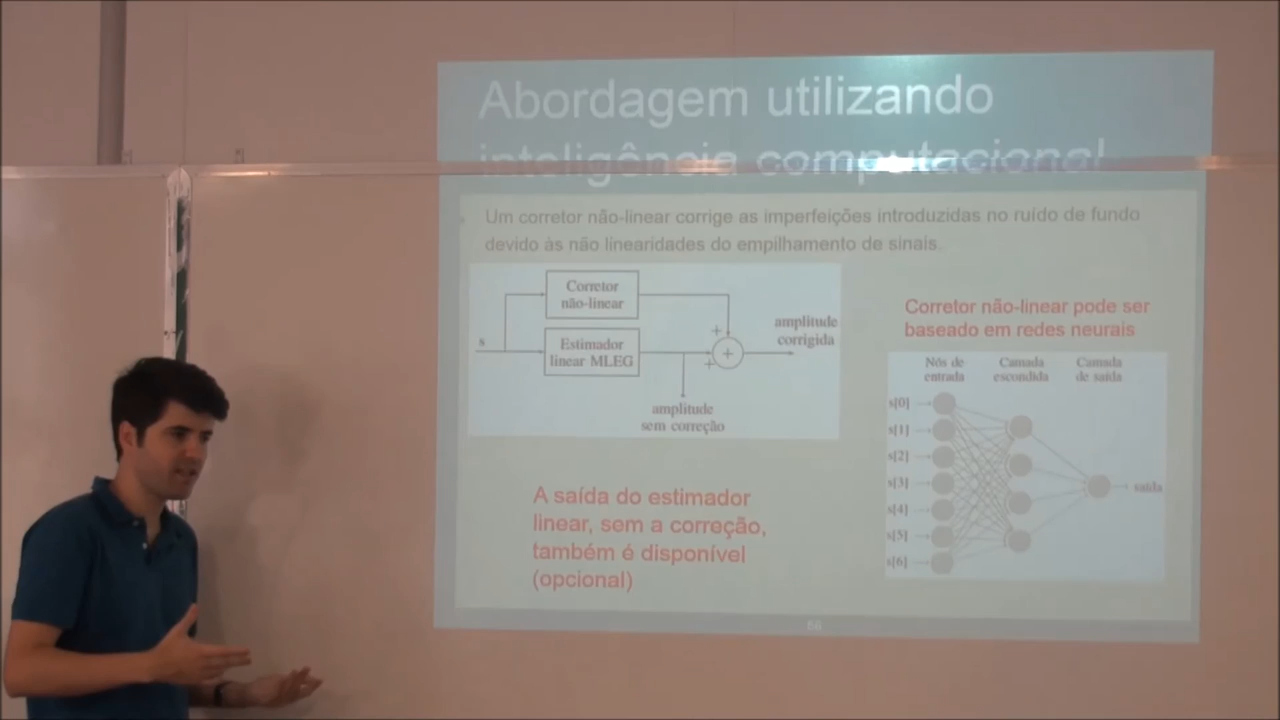 Abordagem utilizando
inteligência computacional
Um corretor não-linear corrige as imperfeições introduzidas no ruído de fundo
devido às não linearidades do empilhamento de sinais.
Corretor
não-linear
s
Estimador
linear MLEG
+
+
+
amplitude
corrigida
amplitude
sem correção
A saída do estimador
linear, sem a correção,
também é disponível
(opcional)
Corretor não-linear pode ser
baseado em redes neurais
Nós de
entrada
Camada
escondida
Camada
de saída
s[0]
s[1]
s[2]
s[3]
s[4]
s[5]
s[6]
saída